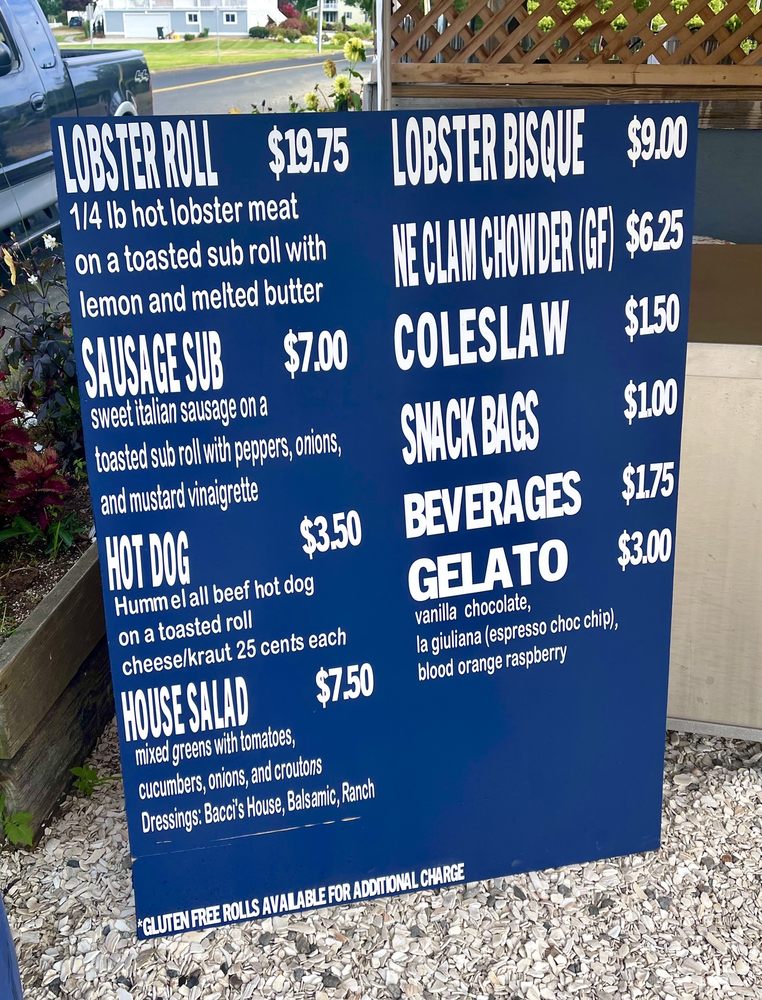 LOBSTER ROLL $19.75
1/4 lb hot lobster meat
on a toasted sub roll with
lemon and melted butter
SAUSAGE SUB $7.00
sweet italian sausage on a
toasted sub roll with peppers, onions,
and mustard vinaigrette
HOT DOG $3.50
Hummel all beef hot dog
on a toasted roll
cheese/kraut 25 cents each
HOUSE SALAD $7.50
mixed greens with tomatoes,
cucumbers, onions, and croutons
Dressings: Bacci's House, Balsamic, Ranch
LOBSTER BISQUE $9.00
NE CLAM CHOWDER (GF) $6.25
COLESLAW $1.50
SNACK BAGS $1.00
BEVERAGES $1.75
GELATO $3.00
vanilla chocolate,
la giuliana (espresso choc chip),
blood orange raspberry
*GLUTEN FREE ROLLS AVAILABLE FOR ADDITIONAL CHARGE
4x4